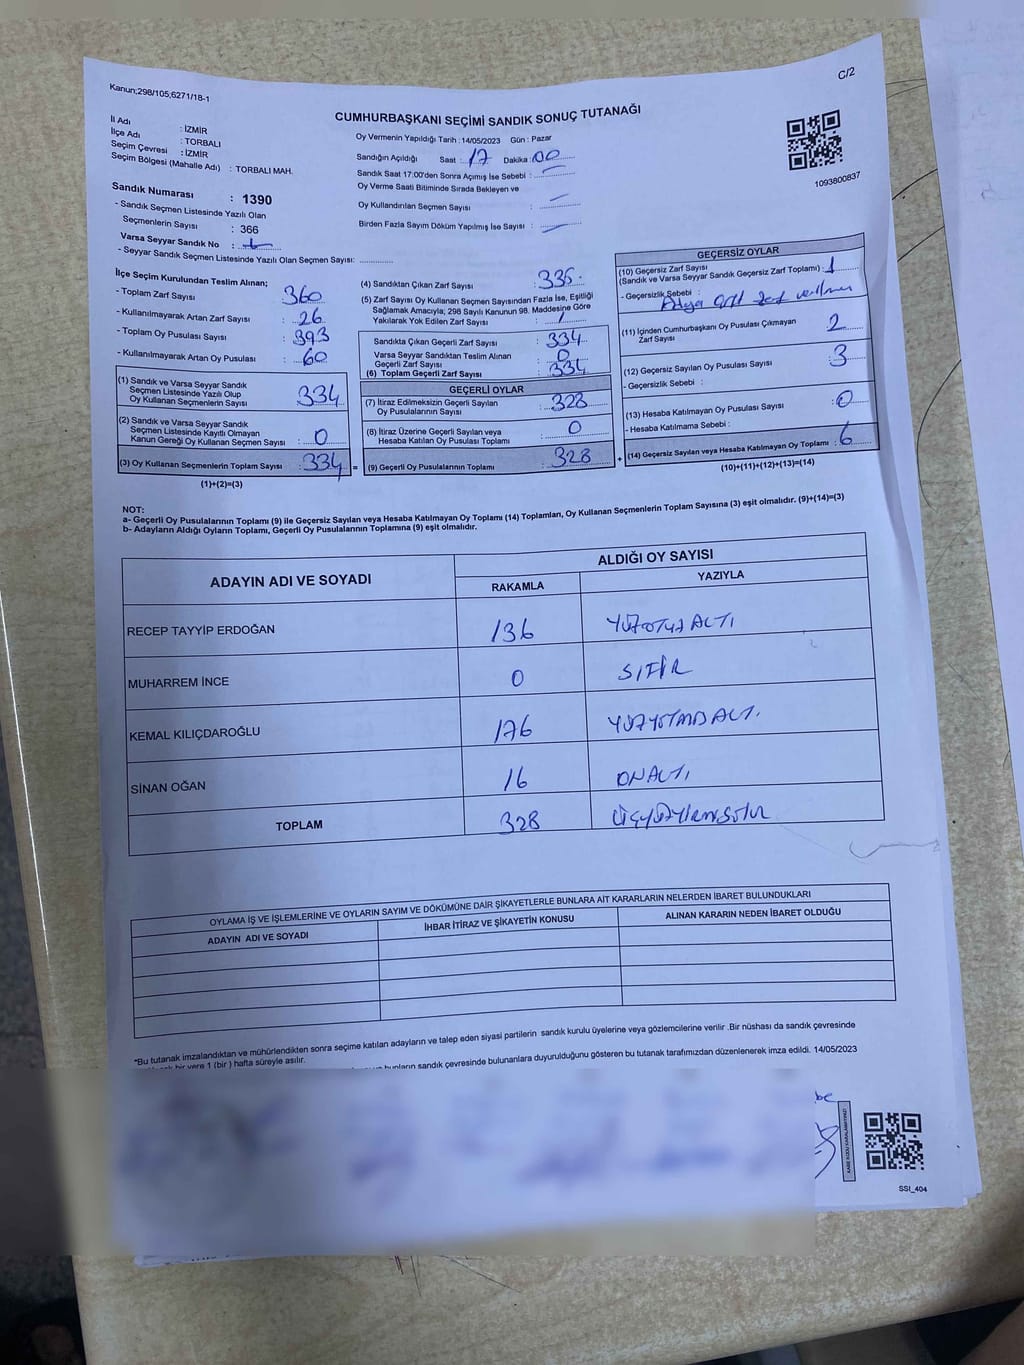 Kanun;298/105;6271/18-1
C/2
CUMHURBAŞKANI SEÇİMİ SANDIK SONUÇ TUTANAĞI
İl Adı : İZMİR
İlçe Adı : TORBALI
Seçim Çevresi : İZMİR
Seçim Bölgesi (Mahalle Adı) : TORBALI MAH.
Sandık Numarası : 1390
- Sandık Seçmen Listesinde Yazılı Olan
Seçmenlerin Sayısı : 366
Varsa Seyyar Sandık No :
- Seyyar Sandık Seçmen Listesinde Yazılı Olan Seçmen Sayısı: ............
Oy Vermenin Yapıldığı Tarih : 14/05/2023 Gün : Pazar
Sandığın Açıldığı Saat : 17 Dakika : 00
Sandık Saat 17:00'den Sonra Açımış İse Sebebi :
Oy Verme Saati Bitiminde Sırada Bekleyen ve
Oy Kullandırılan Seçmen Sayısı :
Birden Fazla Sayım Döküm Yapılmış İse Sayısı :
1093800837
İlçe Seçim Kurulundan Teslim Alınan;
- Toplam Zarf Sayısı : 360
- Kullanılmayarak Artan Zarf Sayısı : 26
- Toplam Oy Pusulası Sayısı : 393
- Kullanılmayarak Artan Oy Pusulası : 60
(1) Sandık ve Varsa Seyyar Sandık
Seçmen Listesinde Yazılı Olup
Oy Kullanan Seçmenlerin Sayısı : 334
(2) Sandık ve Varsa Seyyar Sandık
Seçmen Listesinde Kayıtlı Olmayan
Kanun Gereği Oy Kullanan Seçmen Sayısı : 0
(3) Oy Kullanan Seçmenlerin Toplam Sayısı : 334 =
(1)+(2)=(3)
(4) Sandıktan Çıkan Zarf Sayısı : 335
(5) Zarf Sayısı Oy Kullanan Seçmen Sayısından Fazla İse, Eşitliği
Sağlamak Amacıyla; 298 Sayılı Kanunun 98. Maddesine Göre
Yakılarak Yok Edilen Zarf Sayısı : 1
Sandıkta Çıkan Geçerli Zarf Sayısı : 334
Varsa Seyyar Sandıktan Teslim Alınan
Geçerli Zarf Sayısı : 0
(6) Toplam Geçerli Zarf Sayısı : 334
GEÇERLİ OYLAR
(7) İtiraz Edilmeksizin Geçerli Sayılan
Oy Pusulalarının Sayısı : 328
(8) İtiraz Üzerine Geçerli Sayılan veya
Hesaba Katılan Oy Pusulası Toplamı : 0
(9) Geçerli Oy Pusulalarının Toplamı : 328 +
GEÇERSİZ OYLAR
(10) Geçersiz Zarf Sayısı
(Sandık ve Varsa Seyyar Sandık Geçersiz Zarf Toplamı) : 1
- Geçersizlik Sebebi :
zarf
(11) İçinden Cumhurbaşkanı Oy Pusulası Çıkmayan
Zarf Sayısı 2
(12) Geçersiz Sayılan Oy Pusulası Sayısı : 3
- Geçersizlik Sebebi :
(13) Hesaba Katılmayan Oy Pusulası Sayısı : 0
- Hesaba Katılmama Sebebi :
(14) Geçersiz Sayılan veya Hesaba Katılmayan Oy Toplamı : 6
(10)+(11)+(12)+(13)=(14)
NOT:
a- Geçerli Oy Pusulalarının Toplamı (9) ile Geçersiz Sayılan veya Hesaba Katılmayan Oy Toplamı (14) Toplamları, Oy Kullanan Seçmenlerin Toplam Sayısına (3) eşit olmalıdır. (9)+(14)=(3)
b- Adayların Aldığı Oyların Toplamı, Geçerli Oy Pusulalarının Toplamına (9) eşit olmalıdır.
ADAYIN ADI VE SOYADI ALDIĞI OY SAYISI
RAKAMLA YAZIYLA
RECEP TAYYİP ERDOĞAN 136 YÜZOTUZALTI
MUHARREM İNCE 0 SIFIR
KEMAL KILIÇDAROĞLU 176 YÜZYETMİŞALTI
SİNAN OĞAN 16 ONALTI
TOPLAM 328 üçyüzyirmisekiz
OYLAMA İŞ VE İŞLEMLERİNE VE OYLARIN SAYIM VE DÖKÜMÜNE DAİR ŞİKAYETLERLE BUNLARA AİT KARARLARIN NELERDEN İBARET BULUNDUKLARI
ADAYIN ADI VE SOYADI İHBAR İTİRAZ VE ŞİKAYETİN KONUSU ALINAN KARARIN NEDEN İBARET OLDUĞU
*Bu tutanak imzalandıktan ve mühürlendikten sonra seçime katılan adayların ve talep eden siyasi partilerin sandık kurulu üyelerine veya gözlemcilerine verilir .Bir nüshası da sandık çevresinde
bir yere 1 (bir ) hafta süreyle asılır.
bunların sandık çevresinde bulunanlara duyurulduğunu gösteren bu tutanak tarafımızdan düzenlenerek imza edildi. 14/05/2023
SSI_404